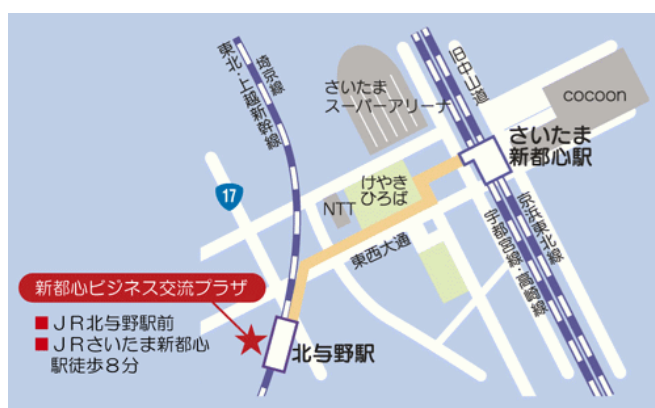 東北・上越新幹線
埼京線
さいたま
スーパーアリーナ
旧中山道
cocoon
さいたま
新都心駅
17
けやき
ひろば
NTT
東西大通
宇都宮線・高崎線
京浜東北線
新都心ビジネス交流プラザ
■ＪＲ北与野駅前
■ＪＲさいたま新都心
駅徒歩８分
北与野駅